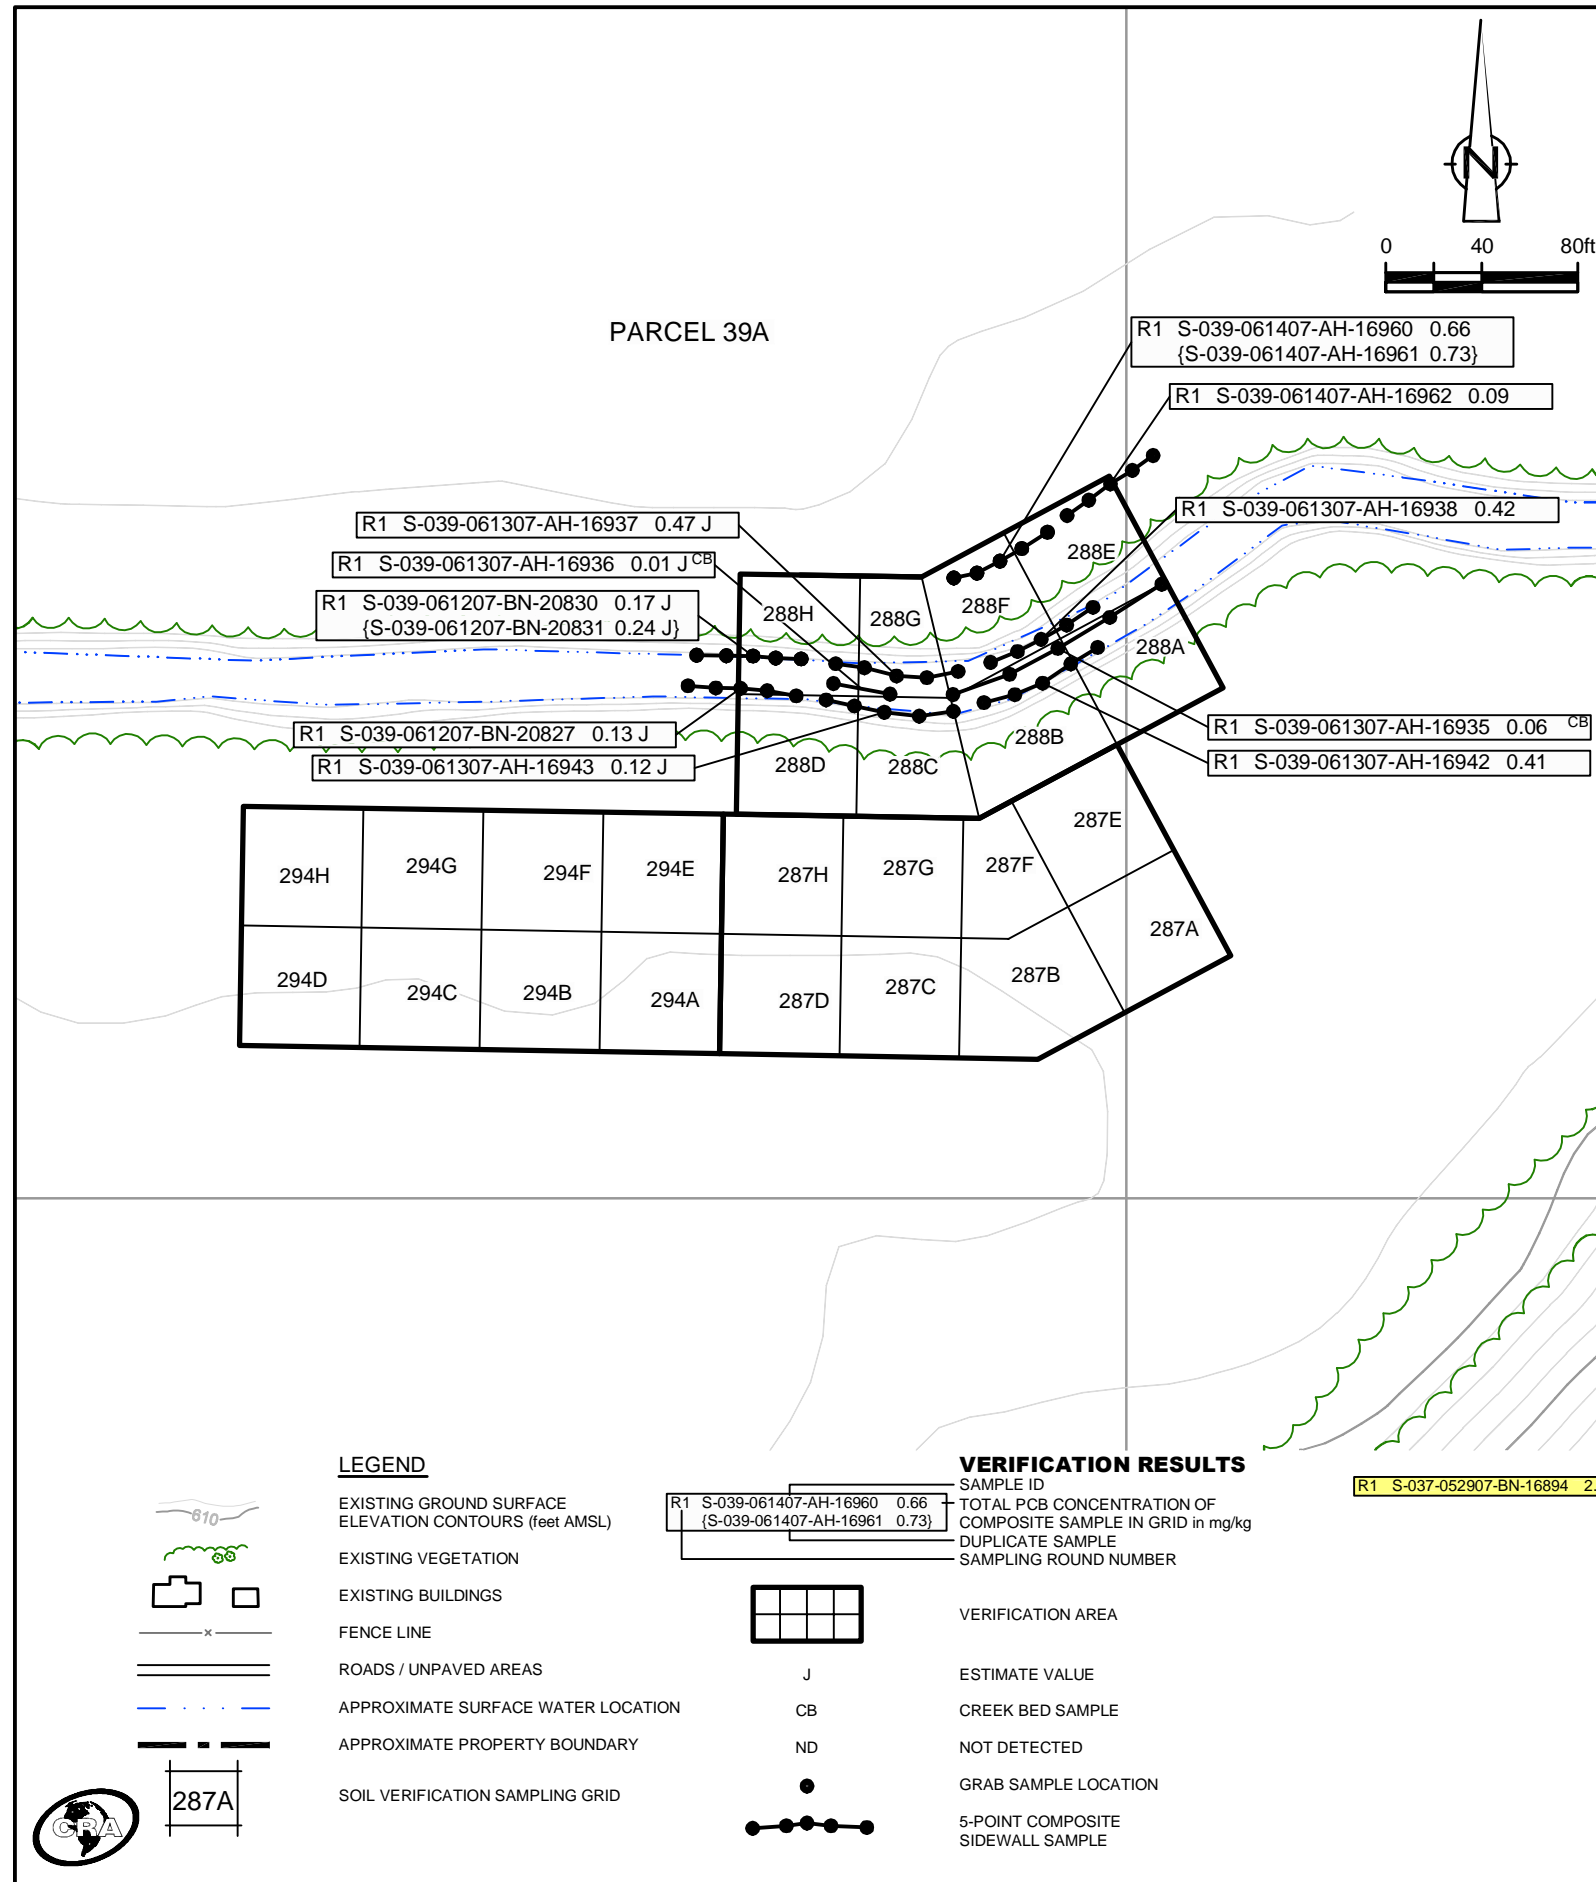 N
0 40 80ft
PARCEL 39A
R1 S-039-061407-AH-16960 0.66
{S-039-061407-AH-16961 0.73}
R1 S-039-061407-AH-16962 0.09
R1 S-039-061307-AH-16937 0.47 J
R1 S-039-061307-AH-16938 0.42
R1 S-039-061307-AH-16936 0.01 J CB
R1 S-039-061207-BN-20830 0.17 J
{S-039-061207-BN-20831 0.24 J}
288E
288H
288G
288F
288A
R1 S-039-061207-BN-20827 0.13 J
R1 S-039-061307-AH-16935 0.06 CB
288B
R1 S-039-061307-AH-16943 0.12 J
288D
288C
R1 S-039-061307-AH-16942 0.41
287E
294H
294G
294F
294E
287H
287G
287F
287A
294D
294C
294B
294A
287D
287C
287B
LEGEND
610
EXISTING GROUND SURFACE
ELEVATION CONTOURS (feet AMSL)
EXISTING VEGETATION
EXISTING BUILDINGS
FENCE LINE
ROADS / UNPAVED AREAS
APPROXIMATE SURFACE WATER LOCATION
APPROXIMATE PROPERTY BOUNDARY
287A
SOIL VERIFICATION SAMPLING GRID
CRA
VERIFICATION RESULTS
R1 S-039-061407-AH-16960 0.66
{S-039-061407-AH-16961 0.73}
SAMPLE ID
TOTAL PCB CONCENTRATION OF
COMPOSITE SAMPLE IN GRID in mg/kg
DUPLICATE SAMPLE
SAMPLING ROUND NUMBER
VERIFICATION AREA
J ESTIMATE VALUE
CB CREEK BED SAMPLE
ND NOT DETECTED
GRAB SAMPLE LOCATION
5-POINT COMPOSITE
SIDEWALL SAMPLE
R1 S-037-052907-BN-16894 2.